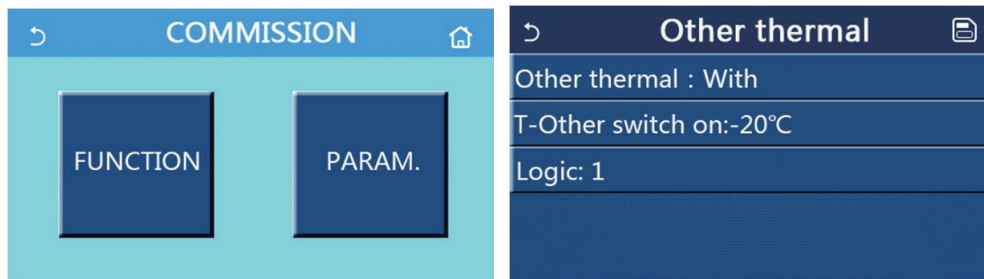 COMMISSION
FUNCTION
PARAM.
Other thermal
Other thermal : With
T-Other switch on:-20℃
Logic: 1